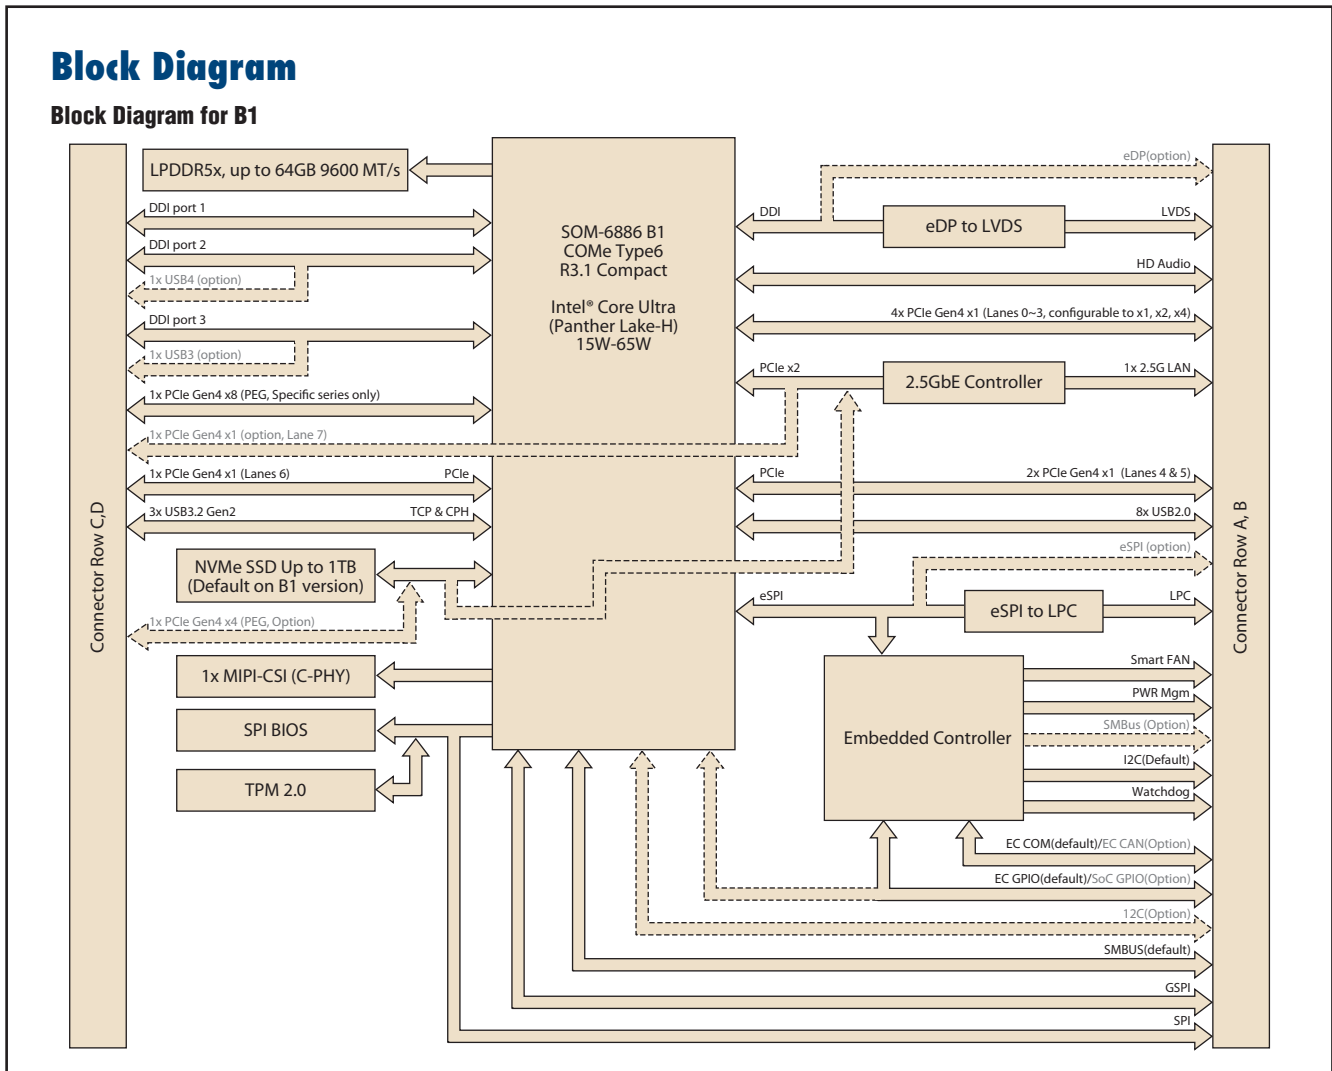 Block Diagram
Block Diagram for B1
Connector Row C,D
LPDDR5x, up to 64GB 9600 MT/s
DDI port 1
DDI port 2
1x USB4 (option)
DDI port 3
1x USB3 (option)
1x PCIe Gen4 x8 (PEG, Specific series only)
1x PCIe Gen4 x1 (option, Lane 7)
1x PCIe Gen4 x1 (Lanes 6)
PCIe
3x USB3.2 Gen2
TCP & CPH
NVMe SSD Up to 1TB
(Default on B1 version)
1x PCIe Gen4 x4 (PEG, Option)
1x MIPI-CSI (C-PHY)
SPI BIOS
TPM 2.0
SOM-6886 B1
COMe Type6
R3.1 Compact
Intel® Core Ultra
(Panther Lake-H)
15W-65W
eDP(option)
DDI
eDP to LVDS
LVDS
HD Audio
4x PCIe Gen4 x1 (Lanes 0~3, configurable to x1, x2, x4)
PCIe x2
2.5GbE Controller
1x 2.5G LAN
PCIe
2x PCIe Gen4 x1 (Lanes 4 & 5)
8x USB2.0
eSPI (option)
eSPI
eSPI to LPC
LPC
Embedded Controller
Smart FAN
PWR Mgm
SMBus (Option)
I2C(Default)
Watchdog
EC COM(default)/EC CAN(Option)
EC GPIO(default)/SoC GPIO(Option)
12C(Option)
SMBUS(default)
GSPI
SPI
Connector Row A, B